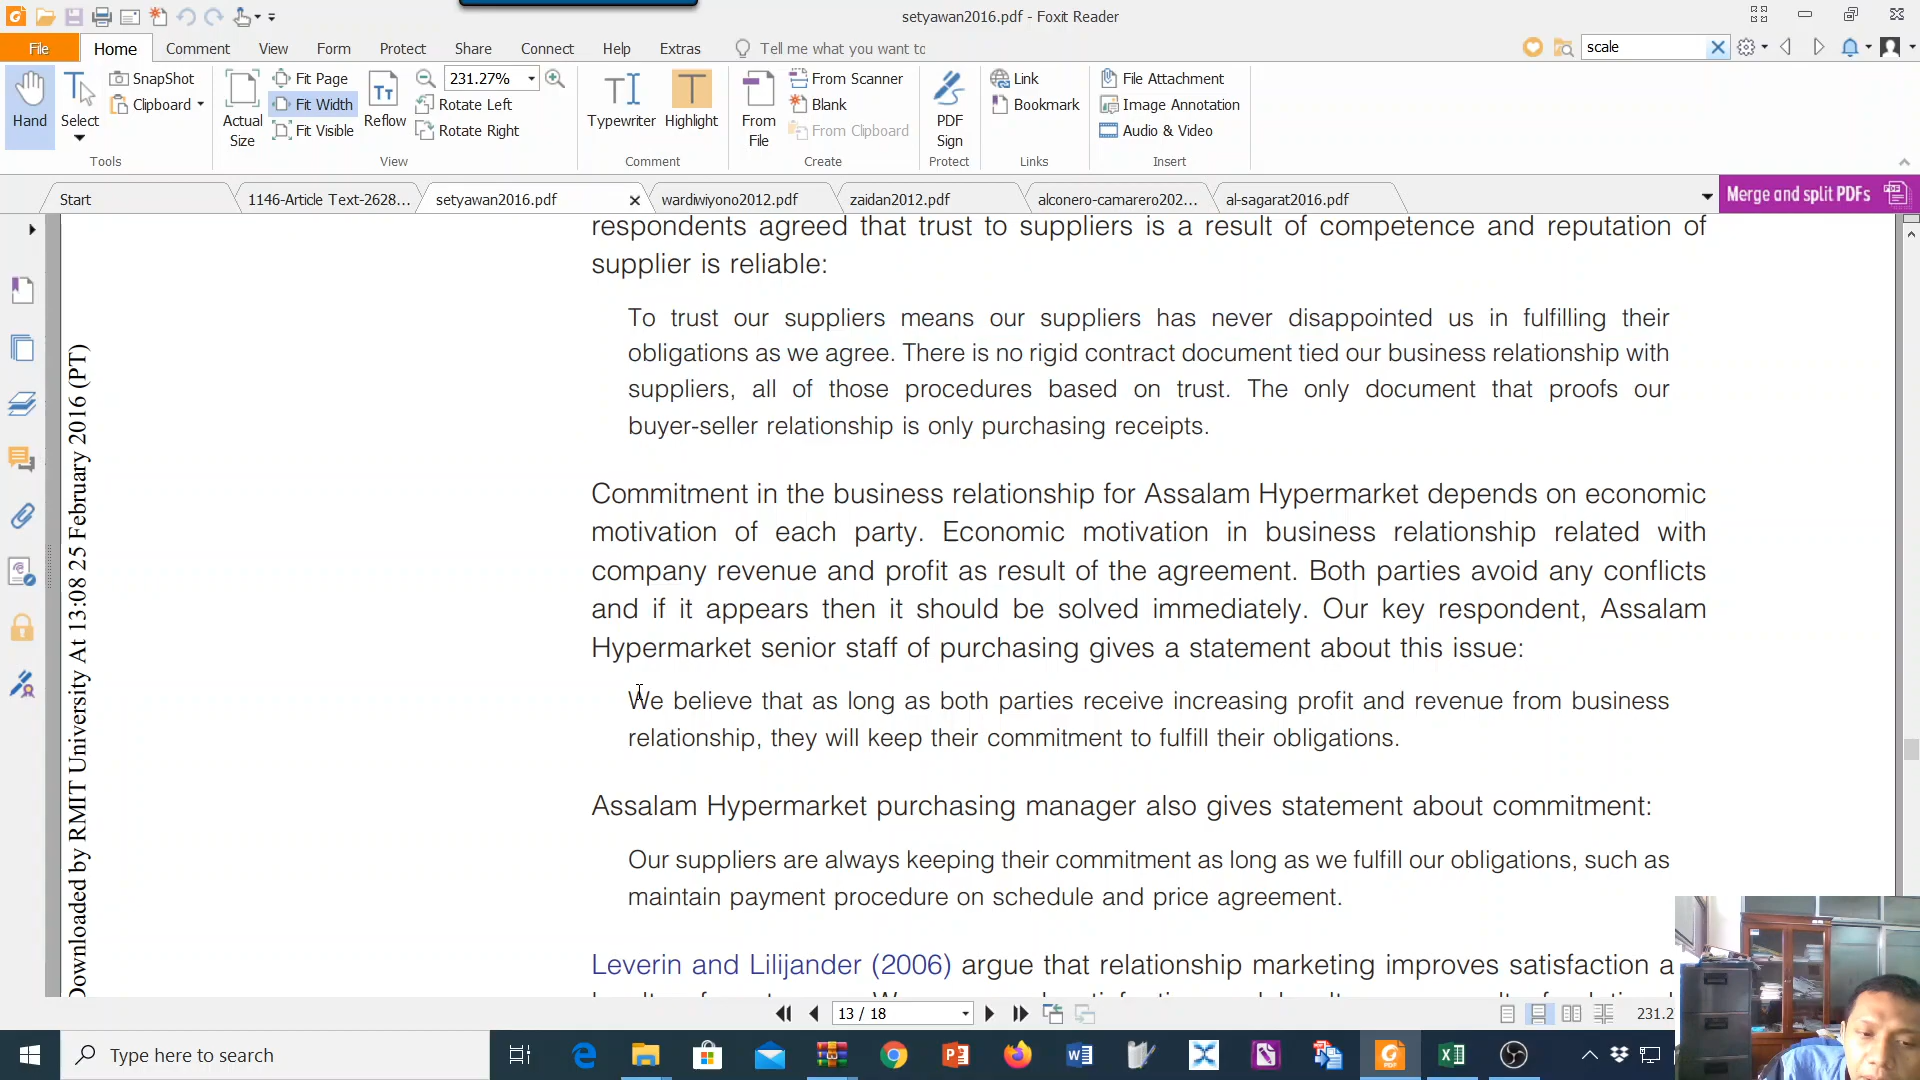 setyawan2016.pdf - Foxit Reader
File Home Comment View Form Protect Share Connect Help Extras Tell me what you want to scale
Hand
Select
SnapShot
Clipboard
Tools
Actual Size
Fit Page
Fit Width
Fit Visible
Reflow
231.27%
Rotate Left
Rotate Right
View
Typewriter
Highlight
Comment
From File
From Scanner
Blank
From Clipboard
Create
PDF Sign
Protect
Link
Bookmark
Links
File Attachment
Image Annotation
Audio & Video
Insert
Start 1146-Article Text-2628... setyawan2016.pdf wardiwiyono2012.pdf zaidan2012.pdf alconero-camarero202... al-sagarat2016.pdf Merge and split PDFs
respondents agreed that trust to suppliers is a result of competence and reputation of
supplier is reliable:
To trust our suppliers means our suppliers has never disappointed us in fulfilling their
obligations as we agree. There is no rigid contract document tied our business relationship with
suppliers, all of those procedures based on trust. The only document that proofs our
buyer-seller relationship is only purchasing receipts.
Commitment in the business relationship for Assalam Hypermarket depends on economic
motivation of each party. Economic motivation in business relationship related with
company revenue and profit as result of the agreement. Both parties avoid any conflicts
and if it appears then it should be solved immediately. Our key respondent, Assalam
Hypermarket senior staff of purchasing gives a statement about this issue:
We believe that as long as both parties receive increasing profit and revenue from business
relationship, they will keep their commitment to fulfill their obligations.
Assalam Hypermarket purchasing manager also gives statement about commitment:
Our suppliers are always keeping their commitment as long as we fulfill our obligations, such as
maintain payment procedure on schedule and price agreement.
Leverin and Lilijander (2006) argue that relationship marketing improves satisfaction a
Downloaded by RMIT University At 13:08 25 February 2016 (PT)
13 / 18
231.2
Type here to search